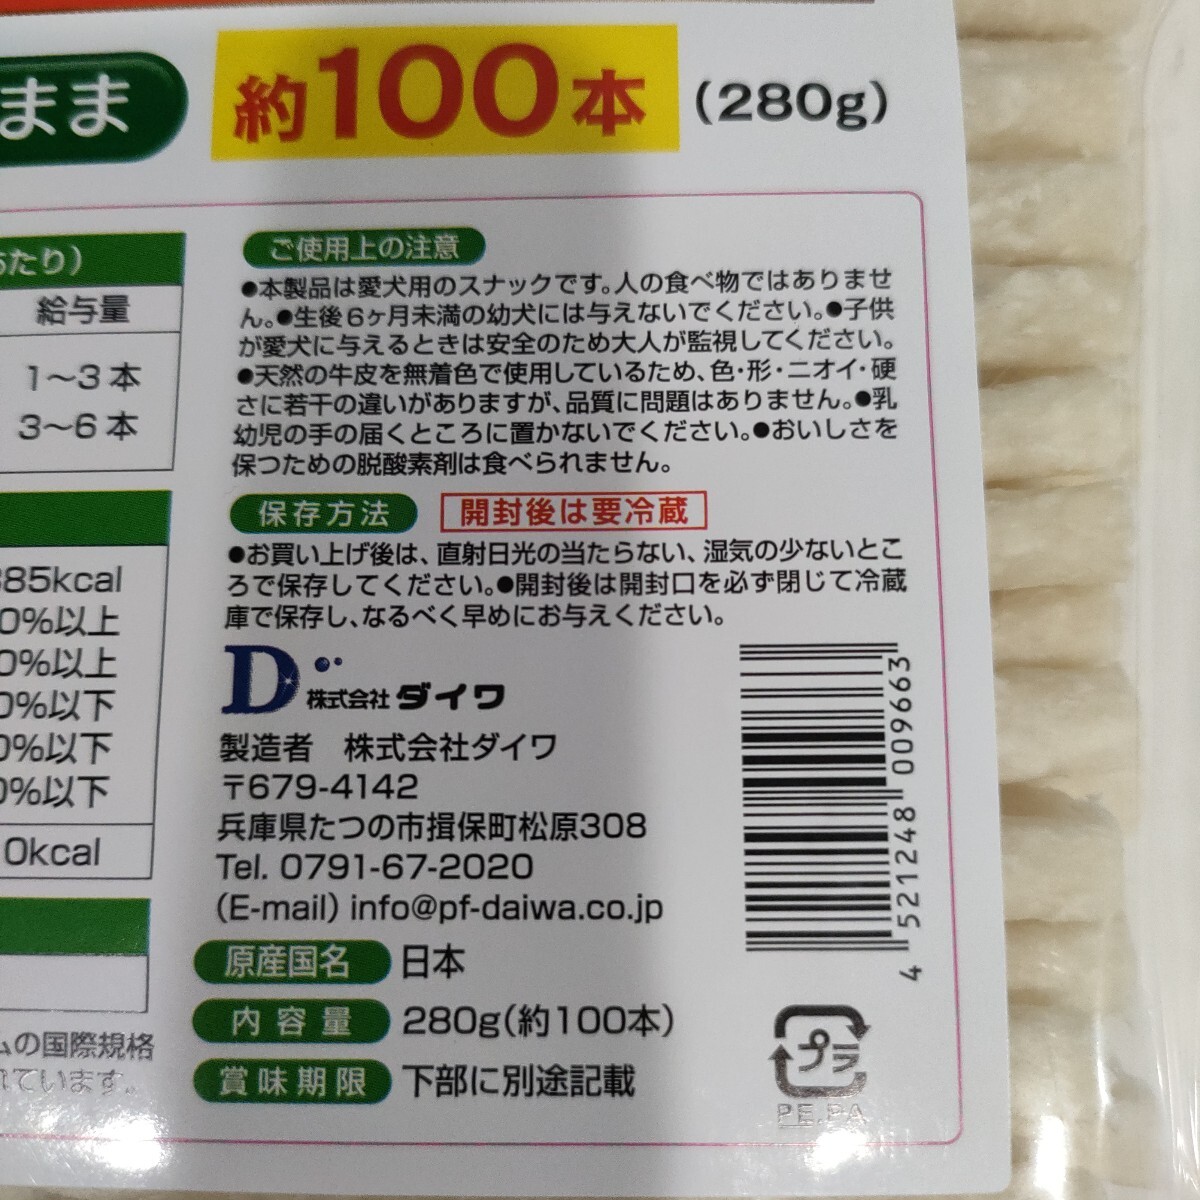 まま
約100本
(280g)
たり)
給与量
1〜3本
3〜6本
85kcal
0%以上
0%以上
0%以下
0%以下
0%以下
0kcal
ムの国際規格
れています。
ご使用上の注意
●本製品は愛犬用のスナックです。人の食べ物ではありませ
ん。●生後6ヶ月未満の幼犬には与えないでください。●子供
が愛犬に与えるときは安全のため大人が監視してください。
●天然の牛皮を無着色で使用しているため、色・形・ニオイ・硬
さに若干の違いがありますが、品質に問題はありません。●乳
幼児の手の届くところに置かないでください。●おいしさを
保つための脱酸素剤は食べられません。
保存方法 開封後は要冷蔵
●お買い上げ後は、直射日光の当たらない、湿気の少ないとこ
ろで保存してください。●開封後は開封口を必ず閉じて冷蔵
庫で保存し、なるべく早めにお与えください。
D 株式会社 ダイワ
製造者 株式会社ダイワ
〒679-4142
兵庫県たつの市揖保町松原308
Tel. 0791-67-2020
(E-mail) info@pf-daiwa.co.jp
原産国名 日本
内容量 280g(約100本)
賞味期限 下部に別途記載
4 521248 009663
プラ
PE.PA